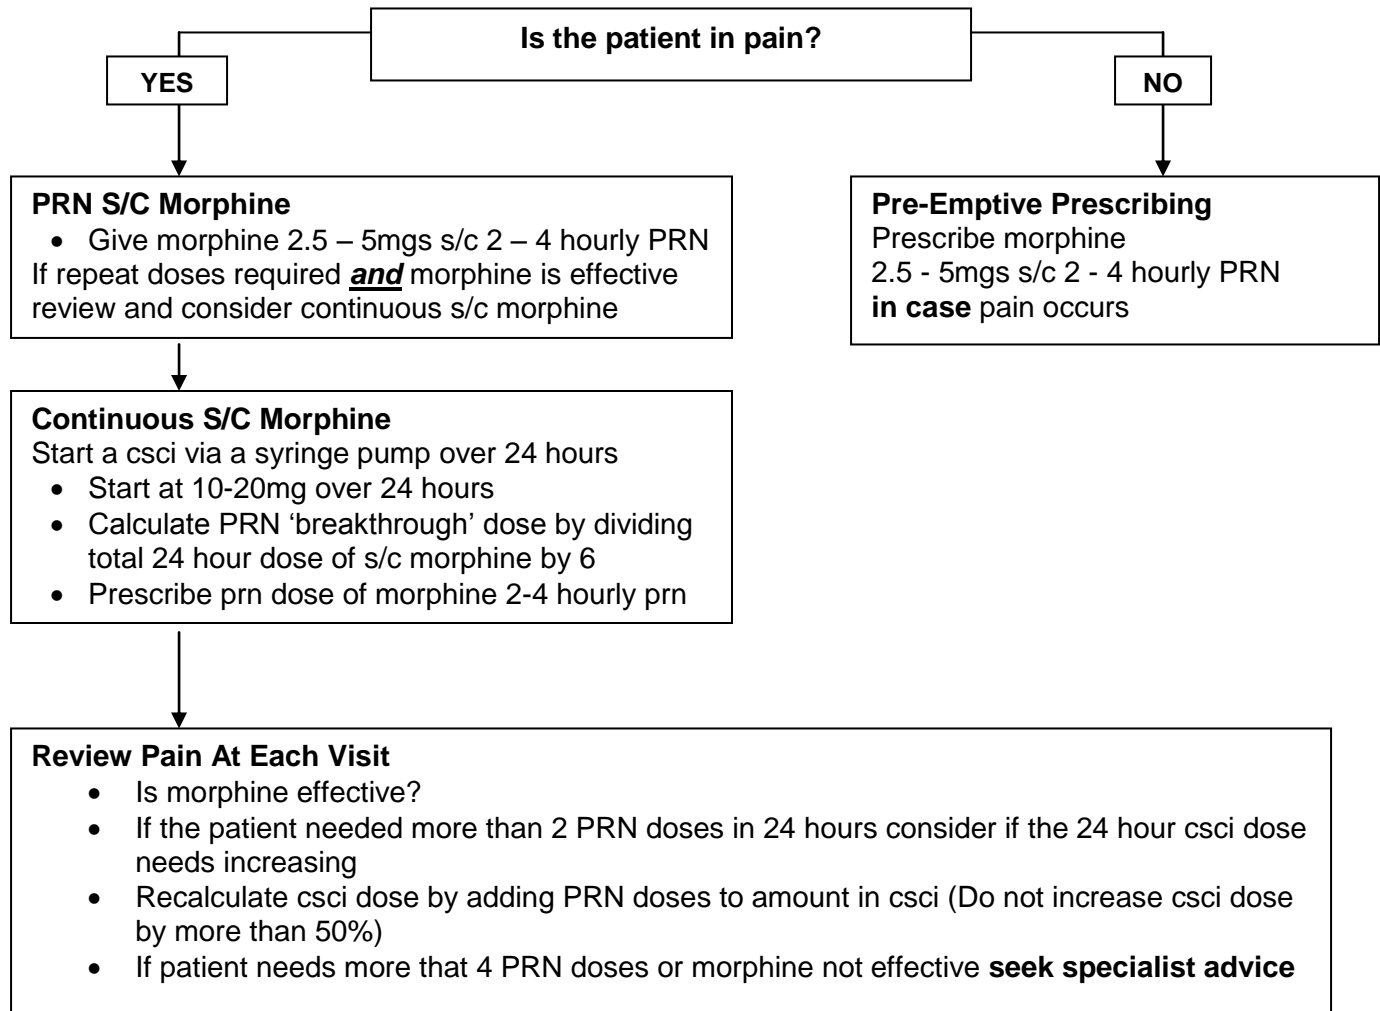 Is the patient in pain?
YES
NO
PRN S/C Morphine
• Give morphine 2.5 – 5mgs s/c 2 – 4 hourly PRN
If repeat doses required and morphine is effective
review and consider continuous s/c morphine
Pre-Emptive Prescribing
Prescribe morphine
2.5 - 5mgs s/c 2 - 4 hourly PRN
in case pain occurs
Continuous S/C Morphine
Start a csci via a syringe pump over 24 hours
• Start at 10-20mg over 24 hours
• Calculate PRN ‘breakthrough’ dose by dividing
total 24 hour dose of s/c morphine by 6
• Prescribe prn dose of morphine 2-4 hourly prn
Review Pain At Each Visit
• Is morphine effective?
• If the patient needed more than 2 PRN doses in 24 hours consider if the 24 hour csci dose
needs increasing
• Recalculate csci dose by adding PRN doses to amount in csci (Do not increase csci dose
by more than 50%)
• If patient needs more that 4 PRN doses or morphine not effective seek specialist advice